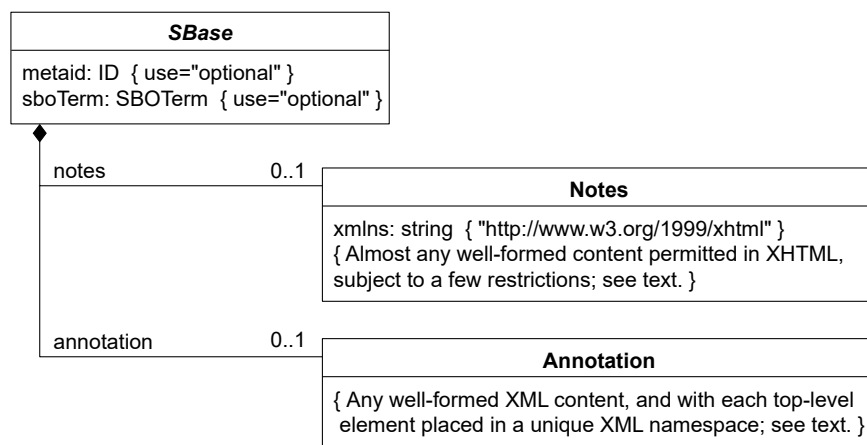 SBase
metaid: ID { use="optional" }
sboTerm: SBOTerm { use="optional" }
notes
0..1
Notes
xmlns: string { "http://www.w3.org/1999/xhtml" }
{ Almost any well-formed content permitted in XHTML,
subject to a few restrictions; see text. }
annotation
0..1
Annotation
{ Any well-formed XML content, and with each top-level
element placed in a unique XML namespace; see text. }